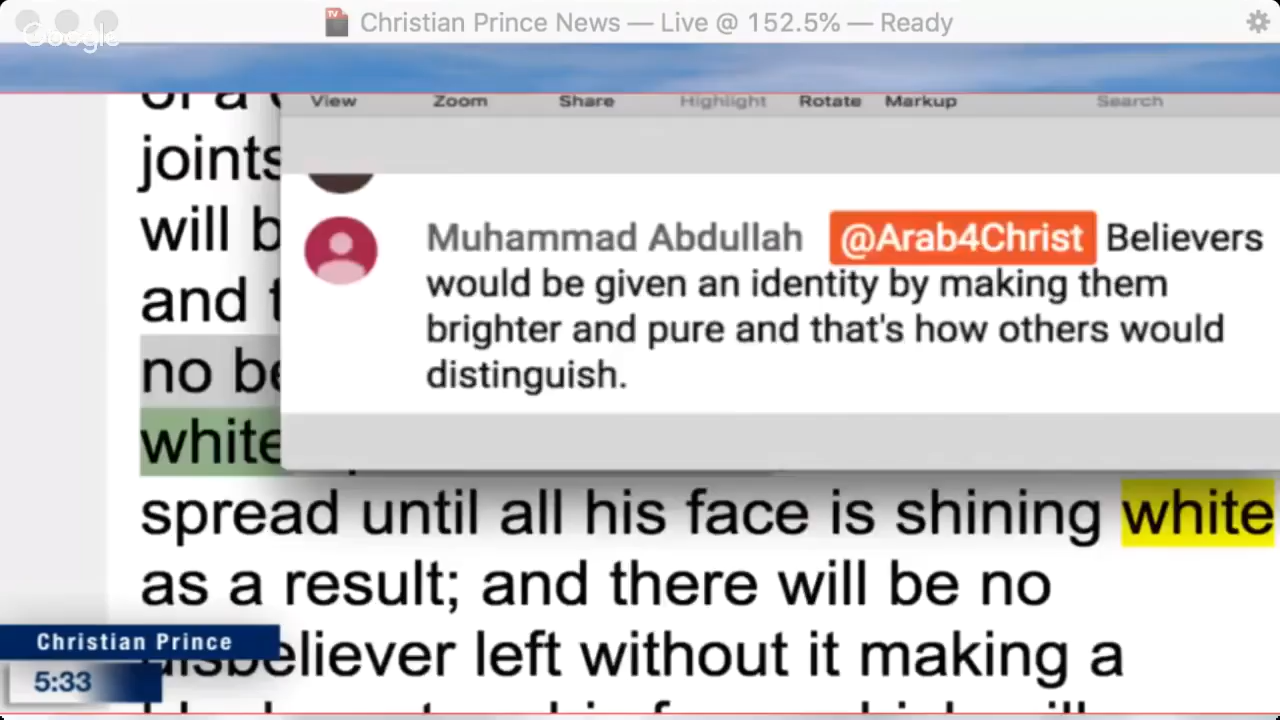 Google
Christian Prince News — Live @ 152.5% — Ready
View Zoom Share Highlight Rotate Markup Search
joints
will b
and t
no be
white
Muhammad Abdullah @Arab4Christ Believers
would be given an identity by making them
brighter and pure and that's how others would
distinguish.
spread until all his face is shining white
as a result; and there will be no
disbeliever left without it making a
Christian Prince
5:33